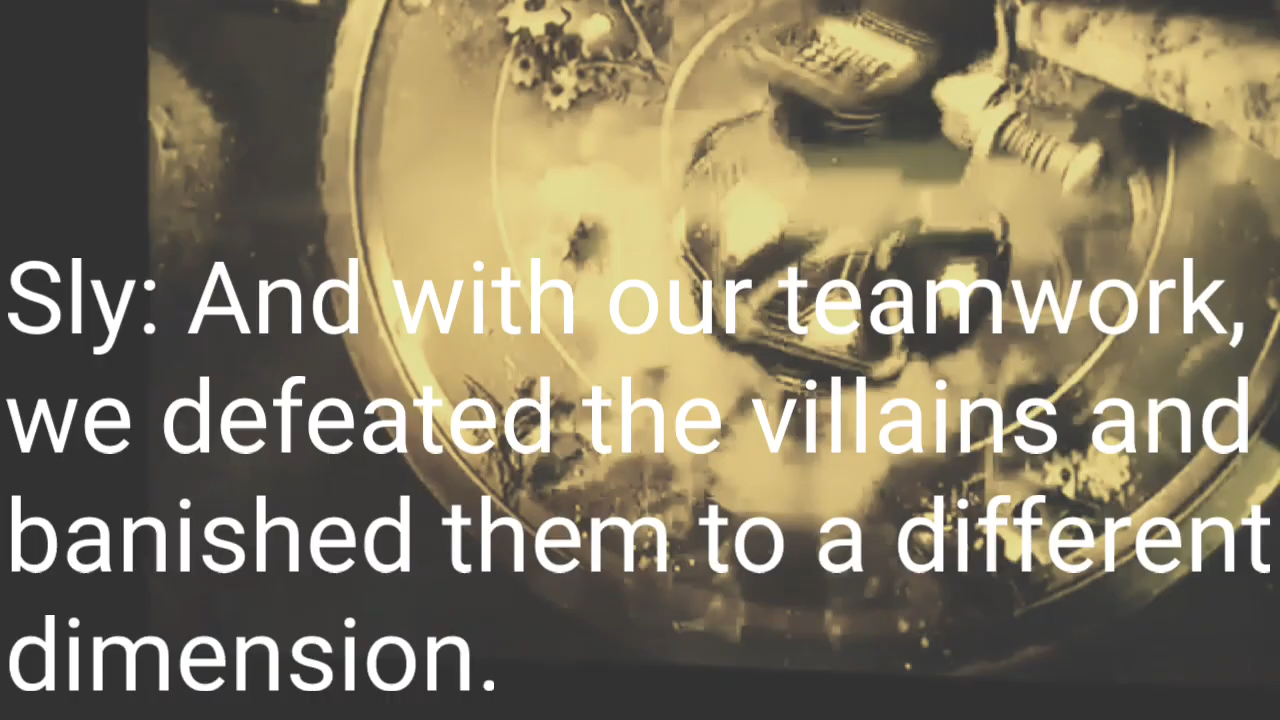 Sly: And with our teamwork,
we defeated the villains and
banished them to a different
dimension.